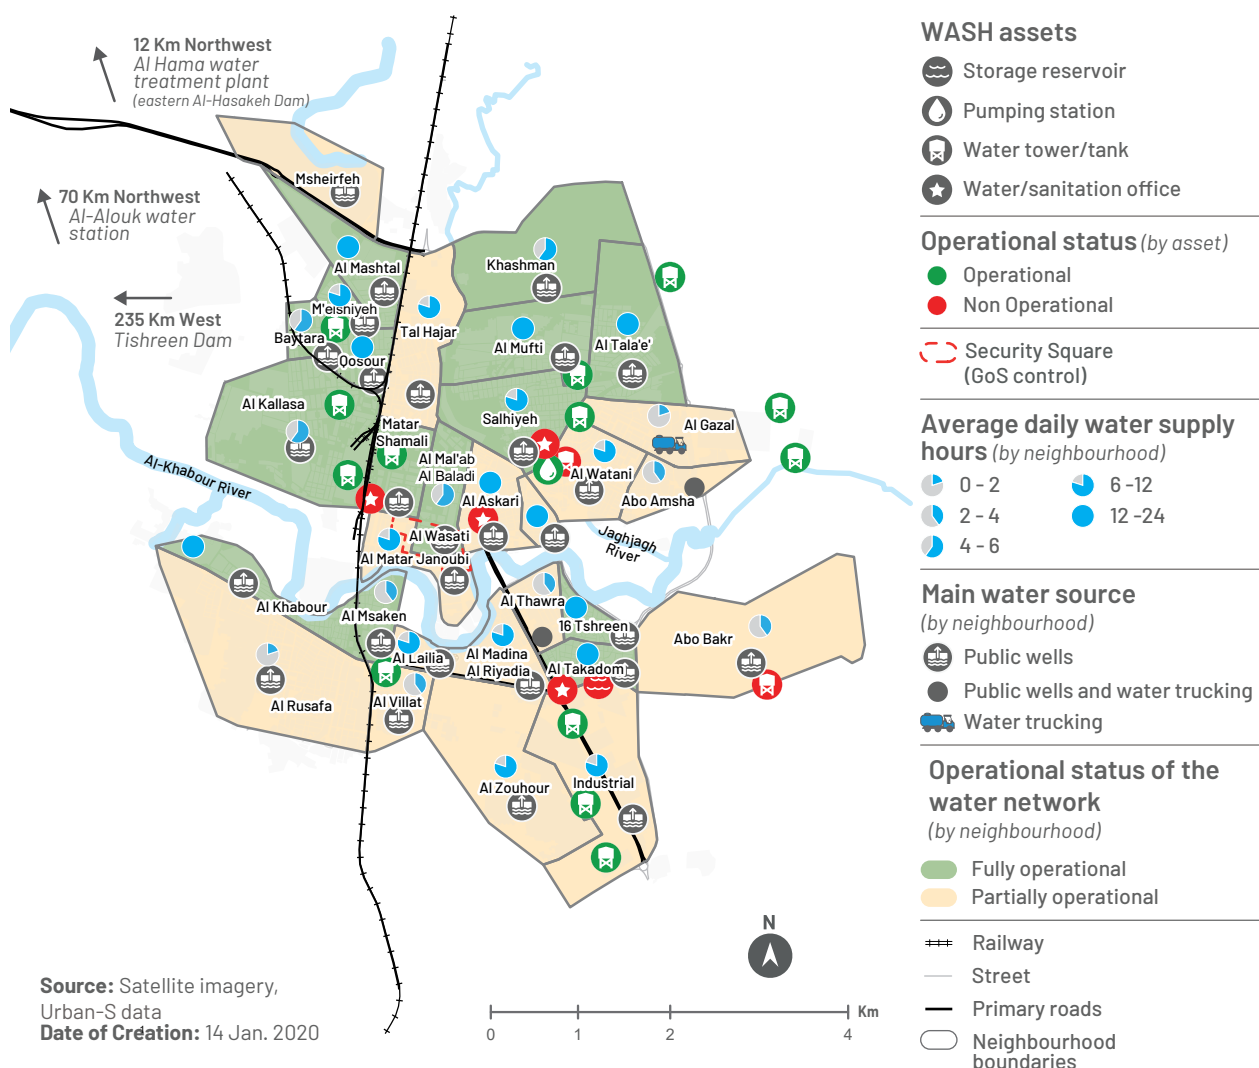 12 Km Northwest
Al Hama water
treatment plant
(eastern Al-Hasakeh Dam)
70 Km Northwest
Al-Alouk water
station
235 Km West
Tishreen Dam
Msheirfeh
Al Mashtal
Khashman
M'eisniyeh
Baytara
Qosour
Tal Hajar
Al Mufti
Al Tala'e'
Al Kallasa
Matar
Shamali
Salhiyeh
Al Gazal
Al Mal'ab
Al Baladi
Al Watani
Al Askari
Abo Amsha
Al-Khabour River
Al Wasati
Jaghjagh
River
Al Matar Janoubi
Al Khabour
Al Msaken
Al Thawra
16 Tshreen
Abo Bakr
Al Lailia
Al Madina
Al Riyadia
Al Takadom
Al Rusafa
Al Villat
Al Zouhour
Industrial
N
0
1
2
4
Km
Source: Satellite imagery,
Urban-S data
Date of Creation: 14 Jan. 2020
WASH assets
Storage reservoir
Pumping station
Water tower/tank
Water/sanitation office
Operational status (by asset)
Operational
Non Operational
Security Square
(GoS control)
Average daily water supply
hours (by neighbourhood)
0 - 2
6 -12
2 - 4
12 -24
4 - 6
Main water source
(by neighbourhood)
Public wells
Public wells and water trucking
Water trucking
Operational status of the
water network
(by neighbourhood)
Fully operational
Partially operational
Railway
Street
Primary roads
Neighbourhood
boundaries